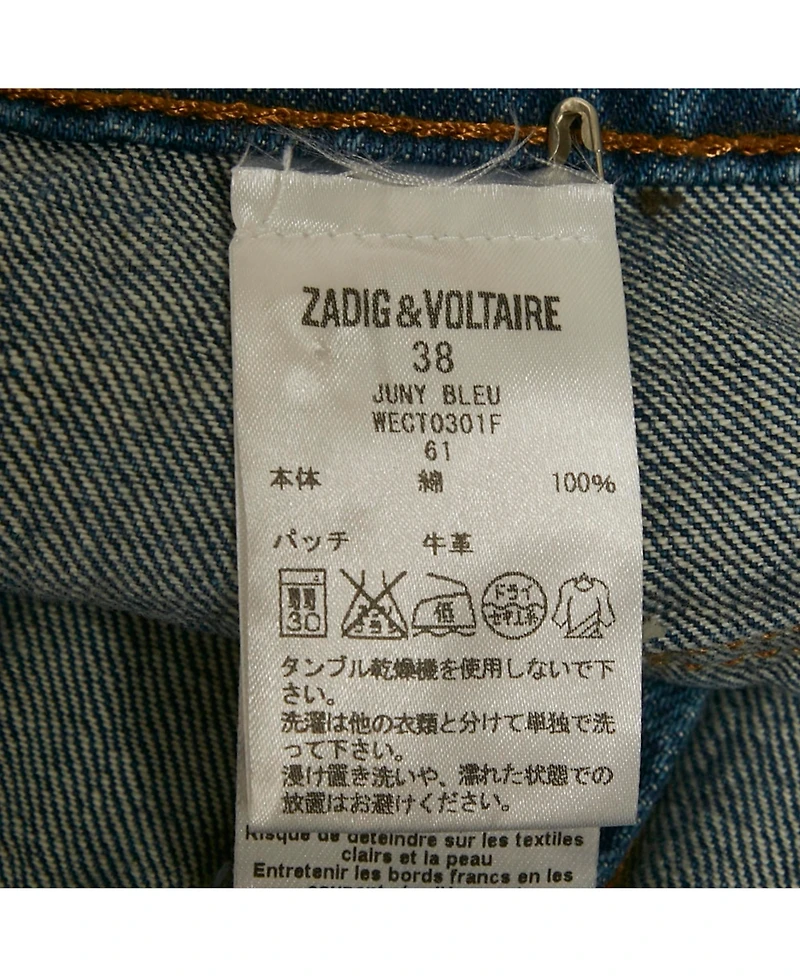 ZADIG&VOLTAIRE
38
JUNY BLEU
WECT0301F
61
本体 綿 100%
パッチ 牛革
30 低 ドライ セキユ系
タンブル乾燥機を使用しないで下
さい。
洗濯は他の衣類と分けて単独で洗
って下さい。
浸け置き洗いや、濡れた状態での
放置はお避けください。
Risque de déteindre sur les textiles
clairs et la peau
Entretenir les bords francs en les